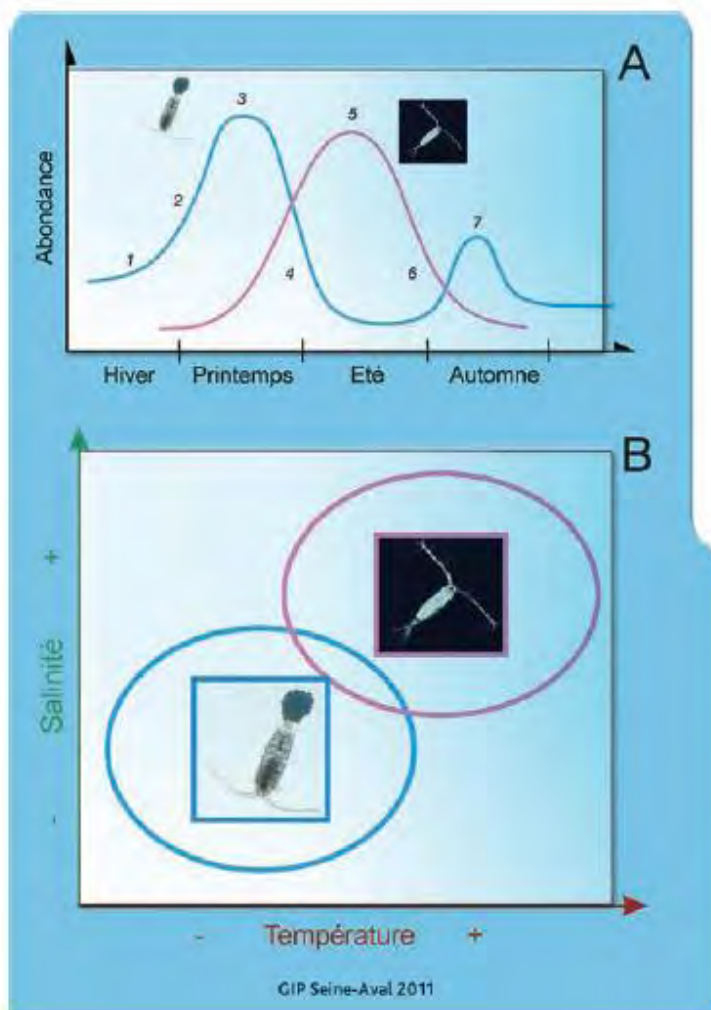 A
Abondance
1
2
3
4
5
6
7
Hiver Printemps Eté Automne
B
Salinité
+
-
- Température +
GIP Seine-Aval 2011